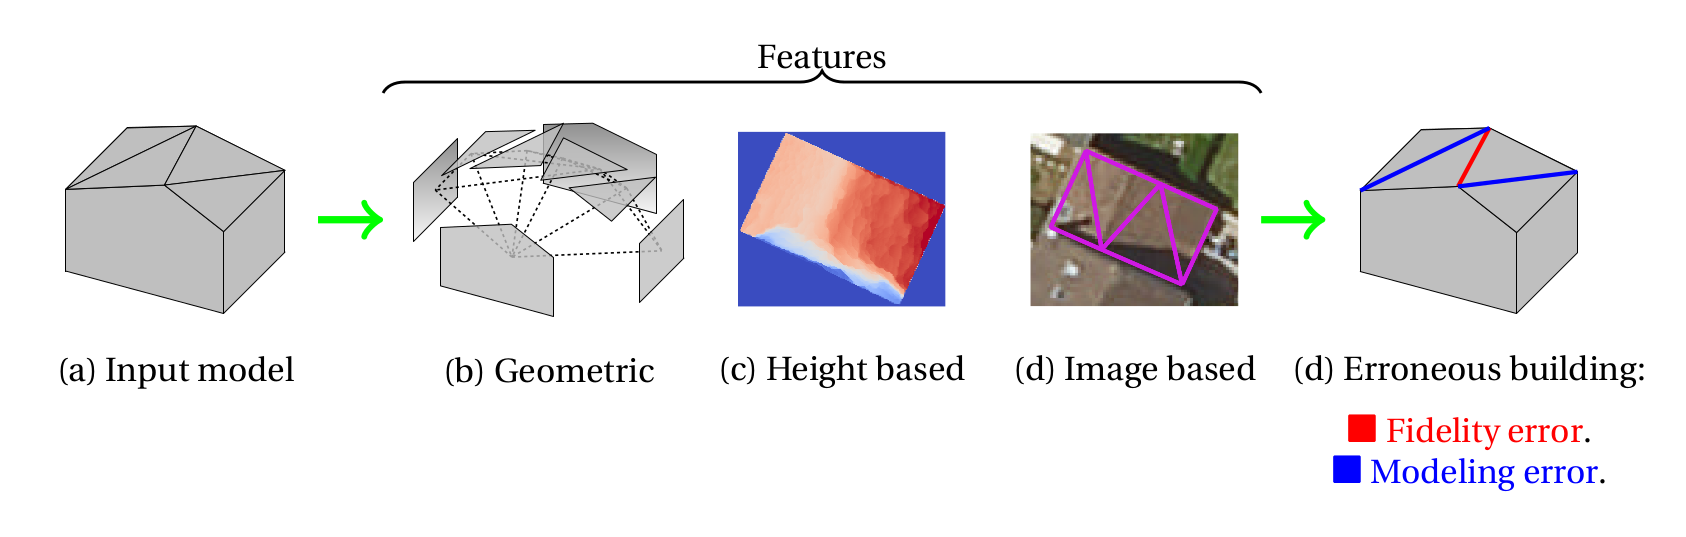 Features
(a) Input model
(b) Geometric
(c) Height based
(d) Image based
(d) Erroneous building:
Fidelity error.
Modeling error.